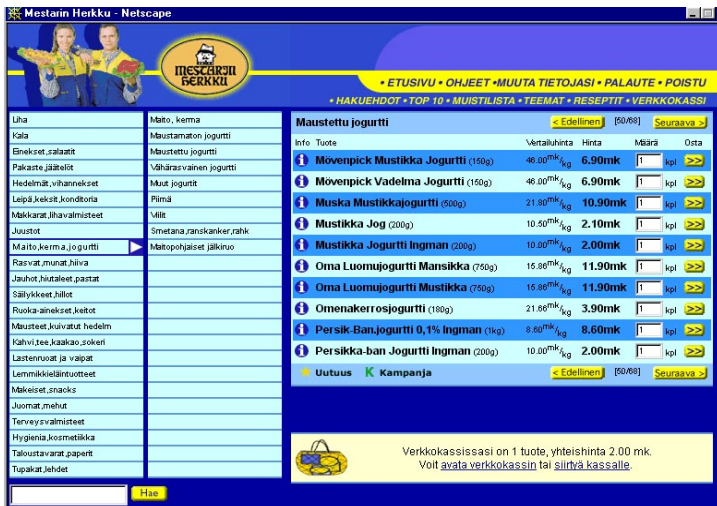 Mestarin Herkku - Netscape
MESTARIN
HERKKU
• ETUSIVU • OHJEET •MUUTA TIETOJASI • PALAUTE • POISTU
• HAKUEHDOT • TOP 10 • MUISTILISTA • TEEMAT • RESEPTIT • VERKKOKASSI
Liha
Kala
Einekset,salaatit
Pakaste,jäätelöt
Hedelmät,vihannekset
Leipä,keksit,konditoria
Makkarat,lihavalmisteet
Juustot
Maito,kerma,jogurtti
Rasvat,munat,hiiva
Jauhot,hiutaleet,pastat
Säilykkeet,hillot
Ruoka-ainekset,keitot
Mausteet,kuivatut hedelm
Kahvi,tee,kaakao,sokeri
Lastenruoat ja vaipat
Lemmikkieläintuotteet
Makeiset,snacks
Juomat,mehut
Terveysvalmisteet
Hygienia,kosmetiikka
Taloustavarat,paperit
Tupakat,lehdet
Hae
Maito, kerma
Maustamaton jogurtti
Maustettu jogurtti
Vähärasvainen jogurtti
Muut jogurtit
Piimä
Viilit
Smetana,ranskanker,rahk
Maitopohjaiset jälkiruo
Maustettu jogurtti < Edellinen [50/68] Seuraava >
Info Tuote Vertailuhinta Hinta Määrä Osta
Mövenpick Mustikka Jogurtti (150g) 46.00mk/kg 6.90mk 1 kpl >>
Mövenpick Vadelma Jogurtti (150g) 46.00mk/kg 6.90mk 1 kpl >>
Muska Mustikkajogurtti (500g) 21.80mk/kg 10.90mk 1 kpl >>
Mustikka Jog (200g) 10.50mk/kg 2.10mk 1 kpl >>
Mustikka Jogurtti Ingman (200g) 10.00mk/kg 2.00mk 1 kpl >>
Oma Luomujogurtti Mansikka (750g) 15.86mk/kg 11.90mk 1 kpl >>
Oma Luomujogurtti Mustikka (750g) 15.86mk/kg 11.90mk 1 kpl >>
Omenakerrosjogurtti (180g) 21.66mk/kg 3.90mk 1 kpl >>
Persik-Ban.jogurtti 0,1% Ingman (1kg) 8.60mk/kg 8.60mk 1 kpl >>
Persikka-ban Jogurtti Ingman (200g) 10.00mk/kg 2.00mk 1 kpl >>
Uutuus K Kampanja < Edellinen [50/68] Seuraava >
Verkkokassissasi on 1 tuote, yhteishinta 2.00 mk.
Voit avata verkkokassin tai siirtyä kassalle.